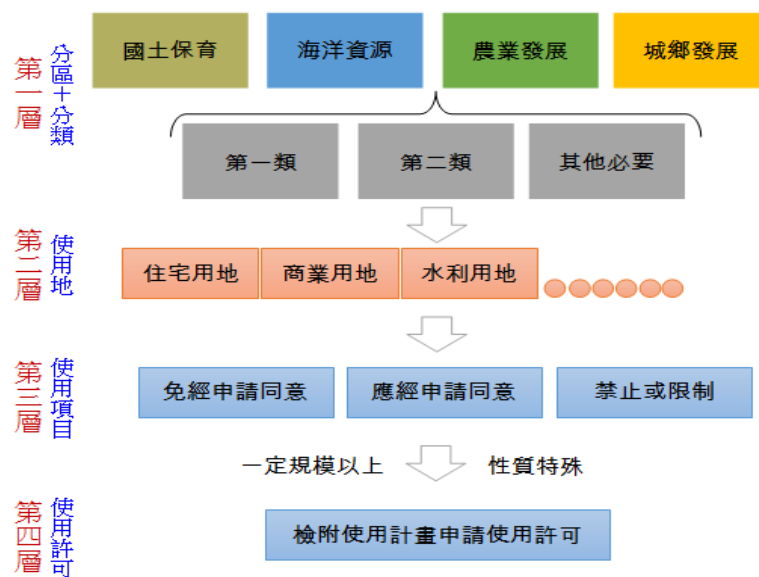 第一層
分區＋分類
國土保育
海洋資源
農業發展
城鄉發展
第一類
第二類
其他必要
第二層
使用地
住宅用地
商業用地
水利用地
第三層
使用項目
免經申請同意
應經申請同意
禁止或限制
一定規模以上
性質特殊
第四層
使用許可
檢附使用計畫申請使用許可